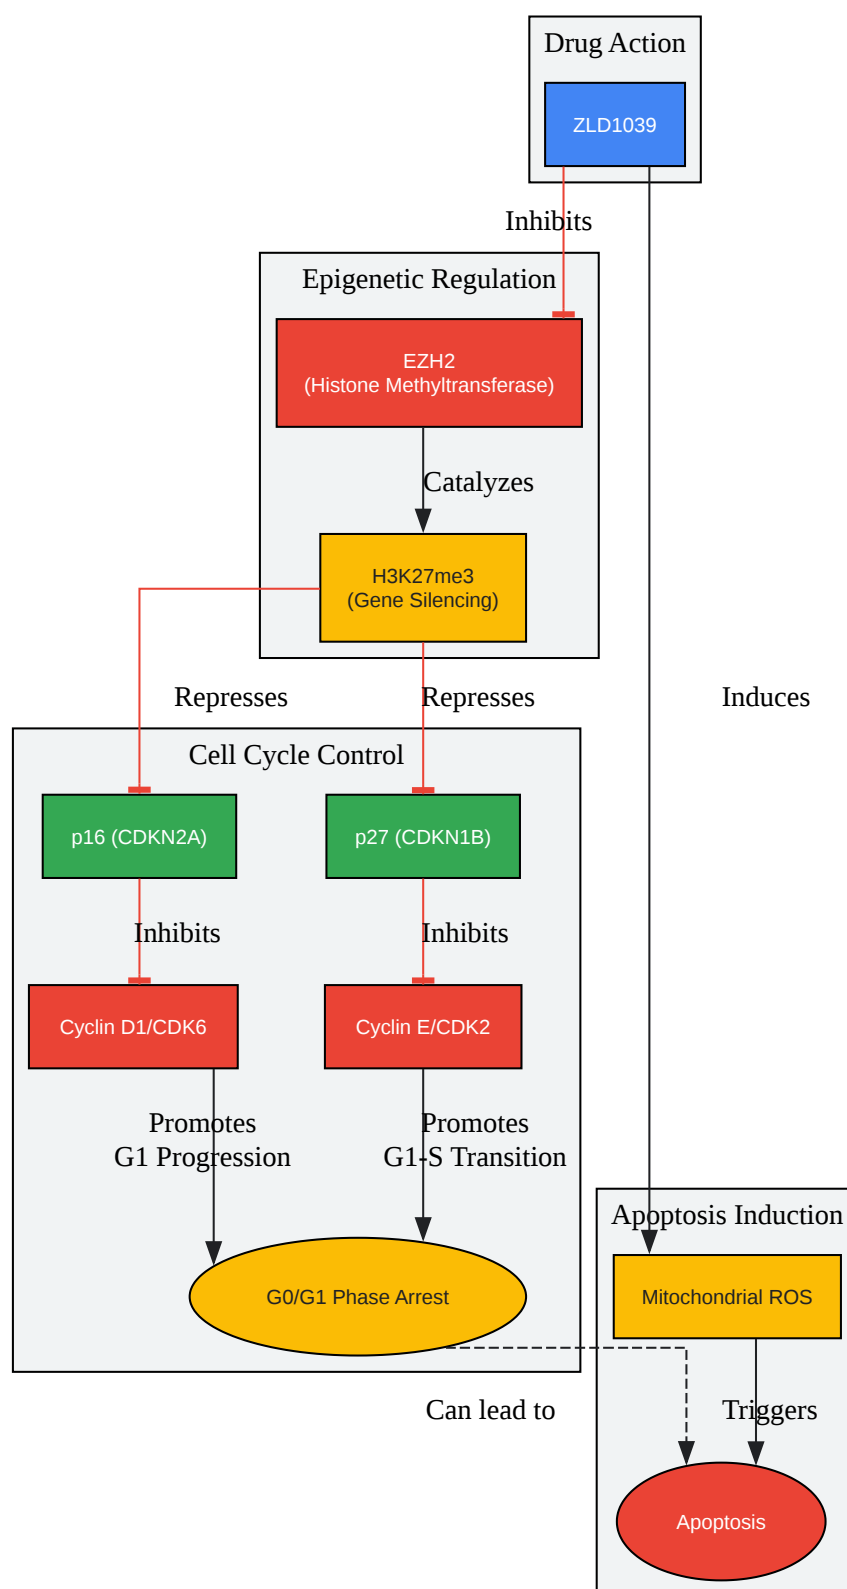 Drug Action
ZLD1039
Inhibits
Epigenetic Regulation
EZH2
(Histone Methyltransferase)
Catalyzes
H3K27me3
(Gene Silencing)
Represses
Represses
Induces
Cell Cycle Control
p16 (CDKN2A)
p27 (CDKN1B)
Inhibits
Inhibits
Cyclin D1/CDK6
Cyclin E/CDK2
Promotes
G1 Progression
Promotes
G1-S Transition
Apoptosis Induction
G0/G1 Phase Arrest
Mitochondrial ROS
Can lead to
Triggers
Apoptosis